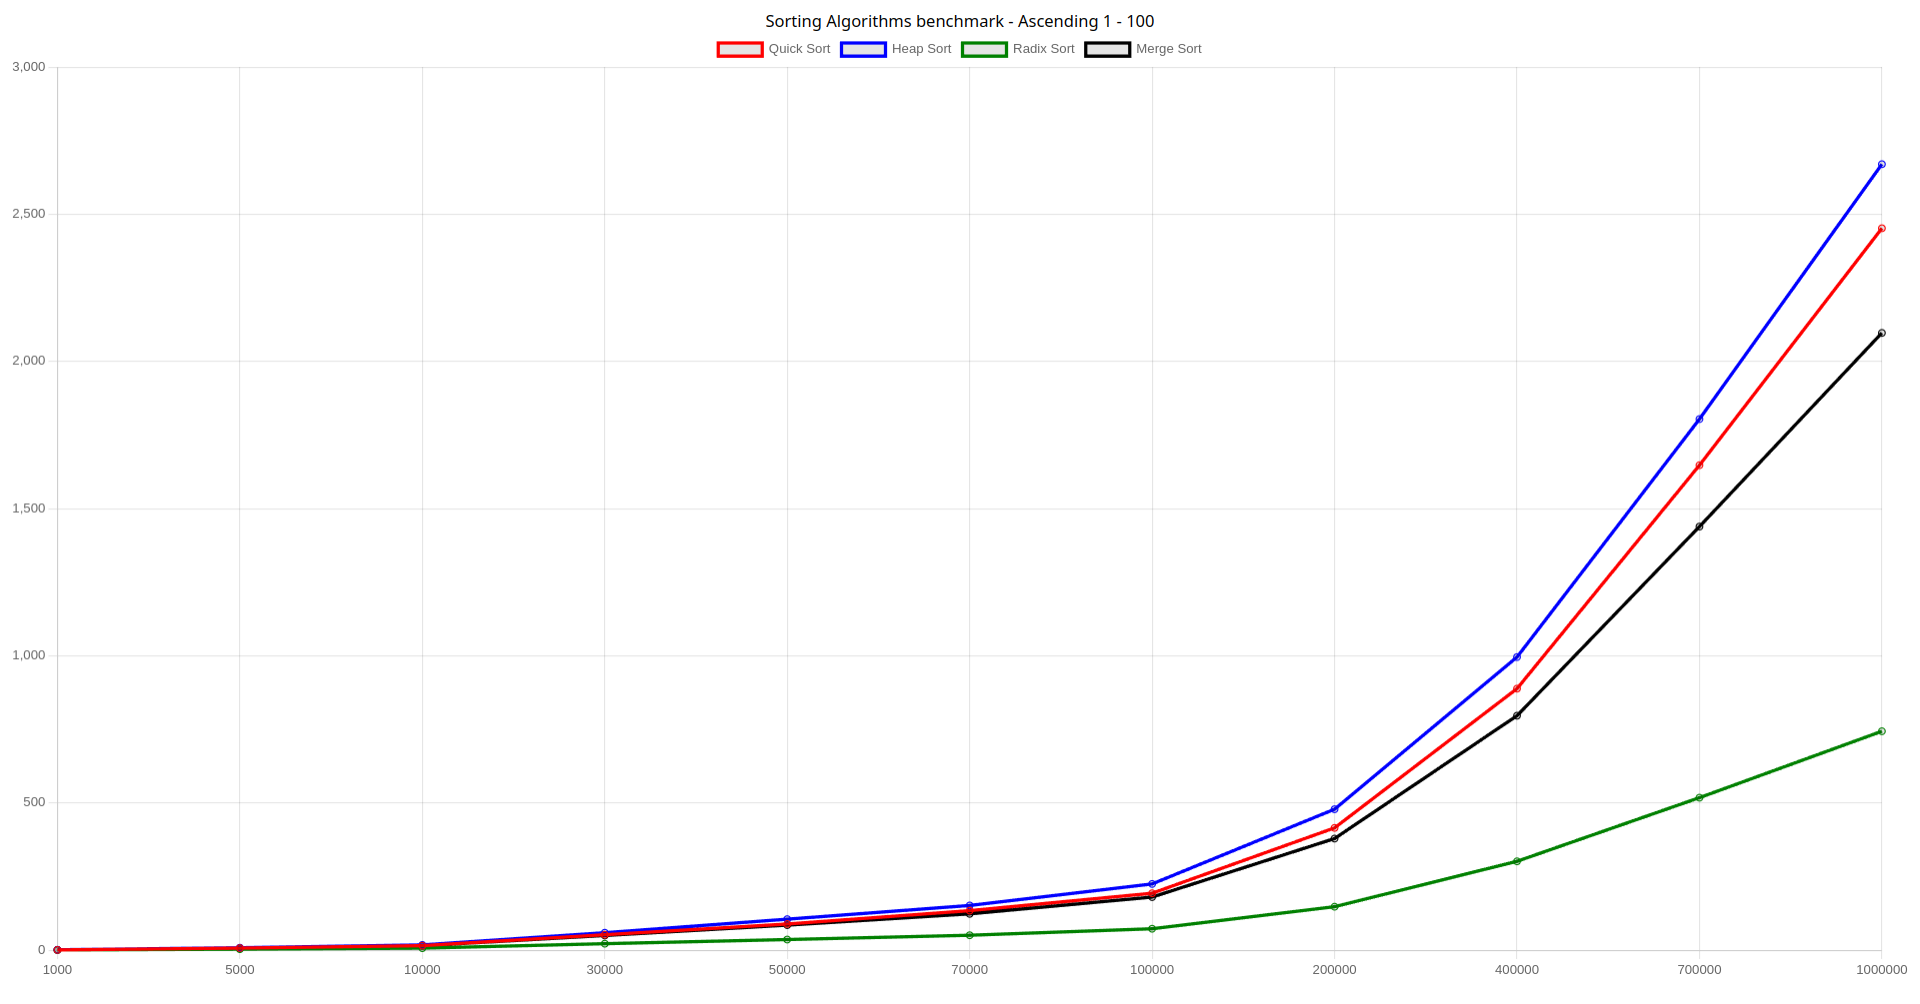 Sorting Algorithms benchmark - Ascending 1 - 100
Quick Sort Heap Sort Radix Sort Merge Sort
3,000
2,500
2,000
1,500
1,000
500
0
1000 5000 10000 30000 50000 70000 100000 200000 400000 700000 1000000